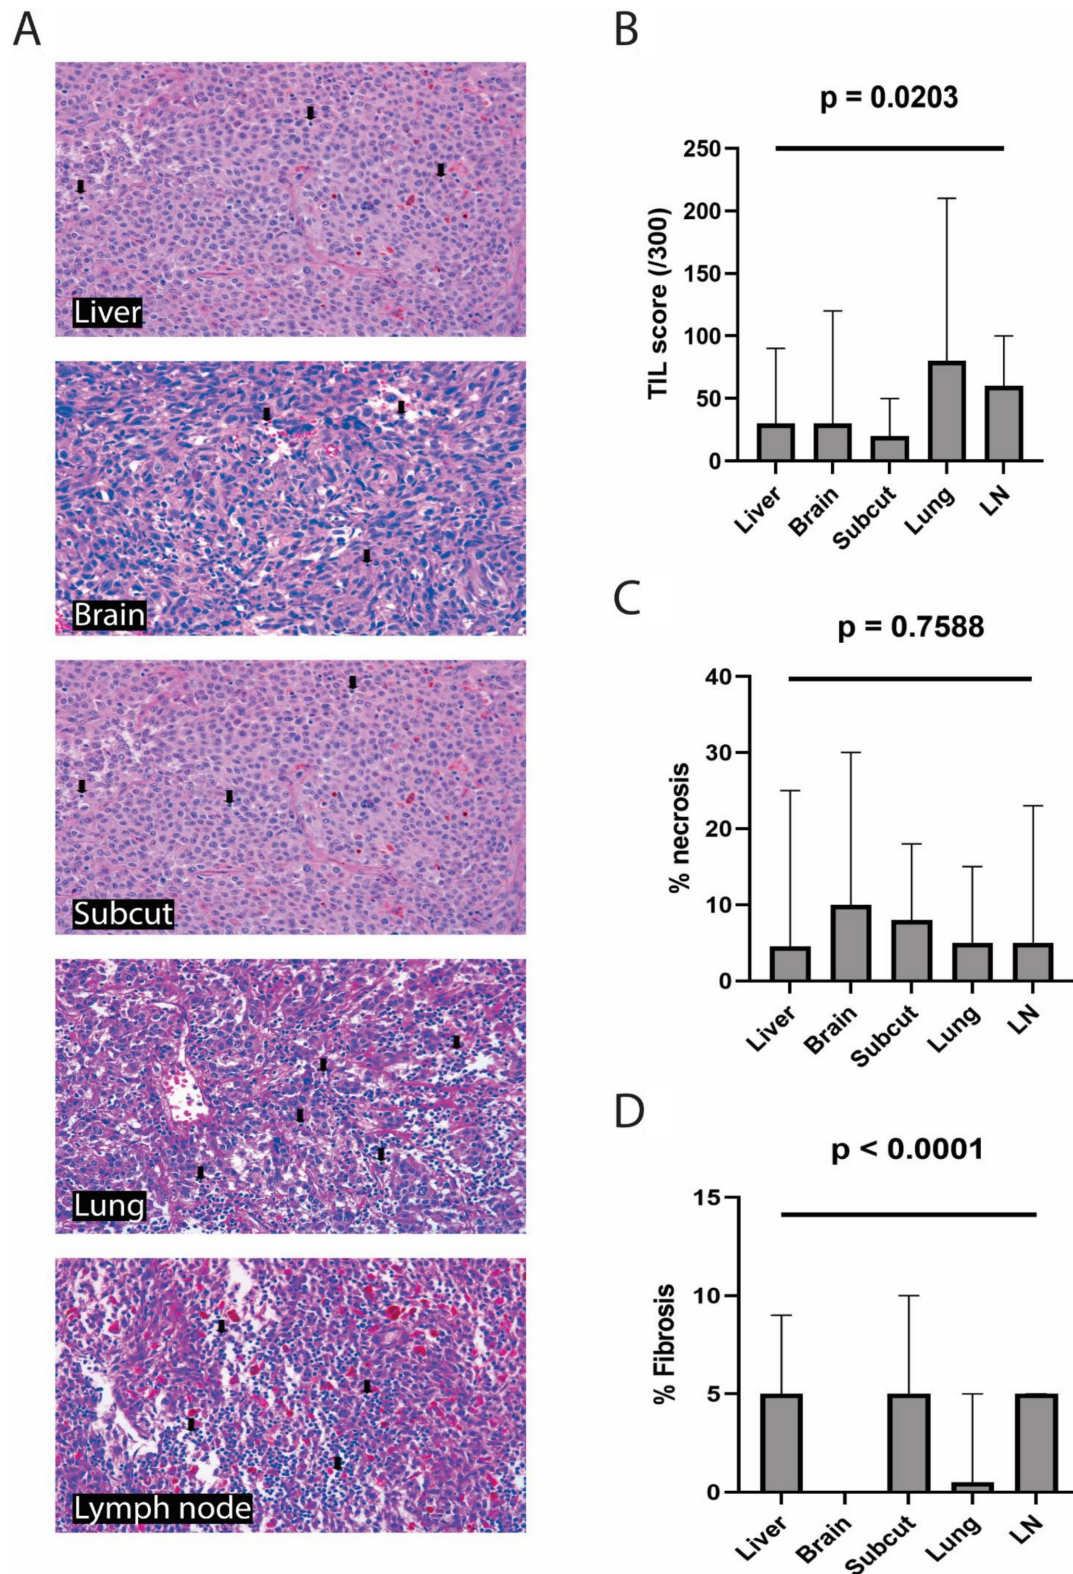 A
Liver
Brain
Subcut
Lung
Lymph node
B
p = 0.0203
TIL score (/300)
250
200
150
100
50
0
Liver
Brain
Subcut
Lung
LN
C
p = 0.7588
% necrosis
40
30
20
10
0
Liver
Brain
Subcut
Lung
LN
D
p < 0.0001
% Fibrosis
15
10
5
0
Liver
Brain
Subcut
Lung
LN